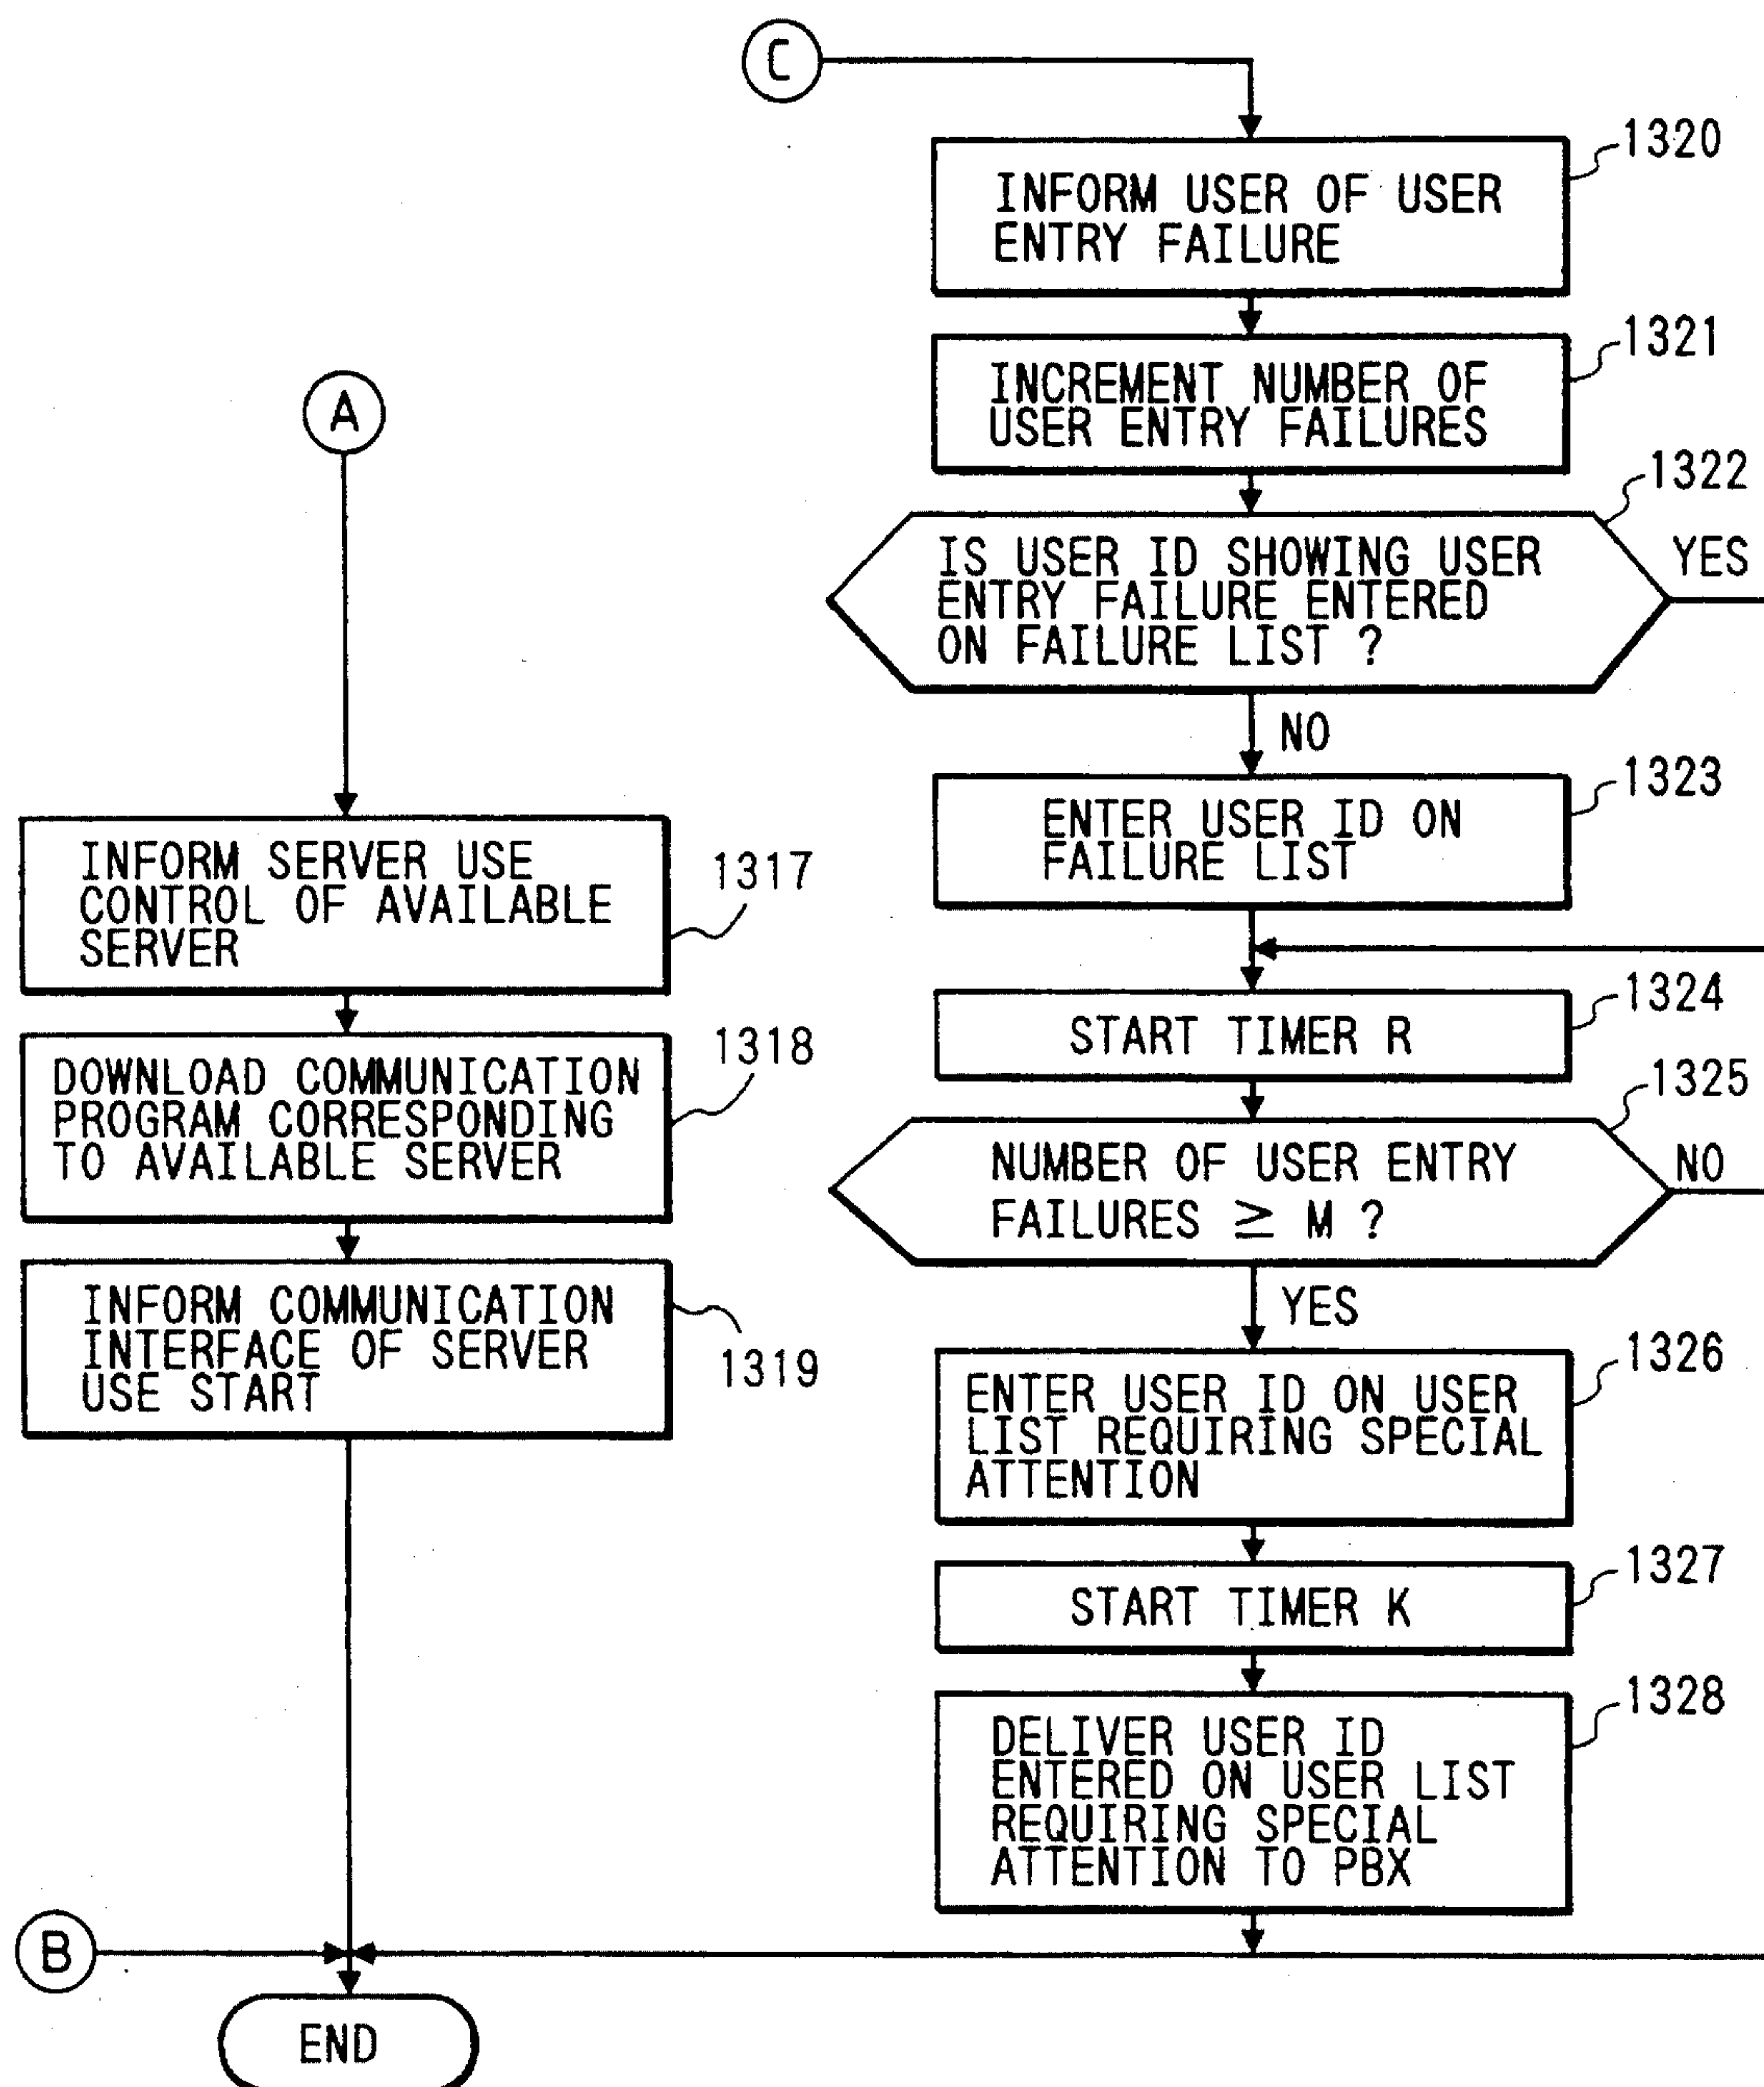 C
1320
INFORM USER OF USER
ENTRY FAILURE
1321
INCREMENT NUMBER OF
USER ENTRY FAILURES
1322
IS USER ID SHOWING USER
ENTRY FAILURE ENTERED
ON FAILURE LIST ?
YES
NO
1323
ENTER USER ID ON
FAILURE LIST
1324
START TIMER R
1325
NUMBER OF USER ENTRY
FAILURES ≧ M ?
NO
YES
1326
ENTER USER ID ON USER
LIST REQUIRING SPECIAL
ATTENTION
1327
START TIMER K
1328
DELIVER USER ID
ENTERED ON USER LIST
REQUIRING SPECIAL
ATTENTION TO PBX
A
INFORM SERVER USE
CONTROL OF AVAILABLE
SERVER
1317
DOWNLOAD COMMUNICATION
PROGRAM CORRESPONDING
TO AVAILABLE SERVER
1318
INFORM COMMUNICATION
INTERFACE OF SERVER
USE START
1319
B
END